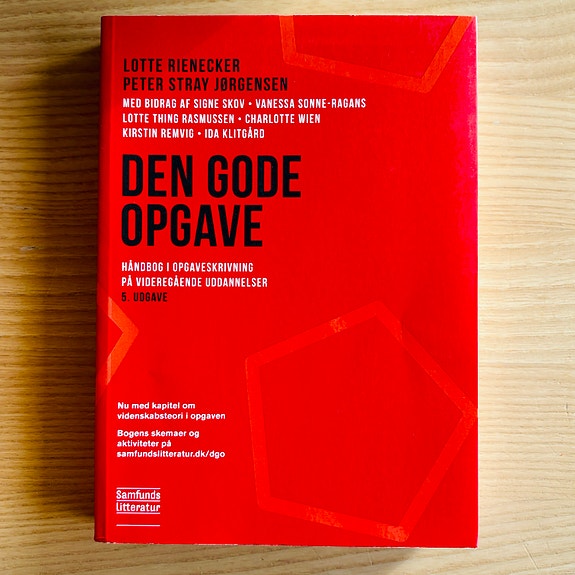 LOTTE RIENECKER
PETER STRAY JØRGENSEN
MED BIDRAG AF SIGNE SKOV • VANESSA SONNE-RAGANS
LOTTE THING RASMUSSEN • CHARLOTTE WIEN
KIRSTIN REMVIG • IDA KLITGÅRD
DEN GODE
OPGAVE
HÅNDBOG I OPGAVESKRIVNING
PÅ VIDEREGÅENDE UDDANNELSER
5. UDGAVE
Nu med kapitel om
videnskabsteori i opgaven
Bogens skemaer og
aktiviteter på
samfundslitteratur.dk/dgo
Samfunds
Litteratur